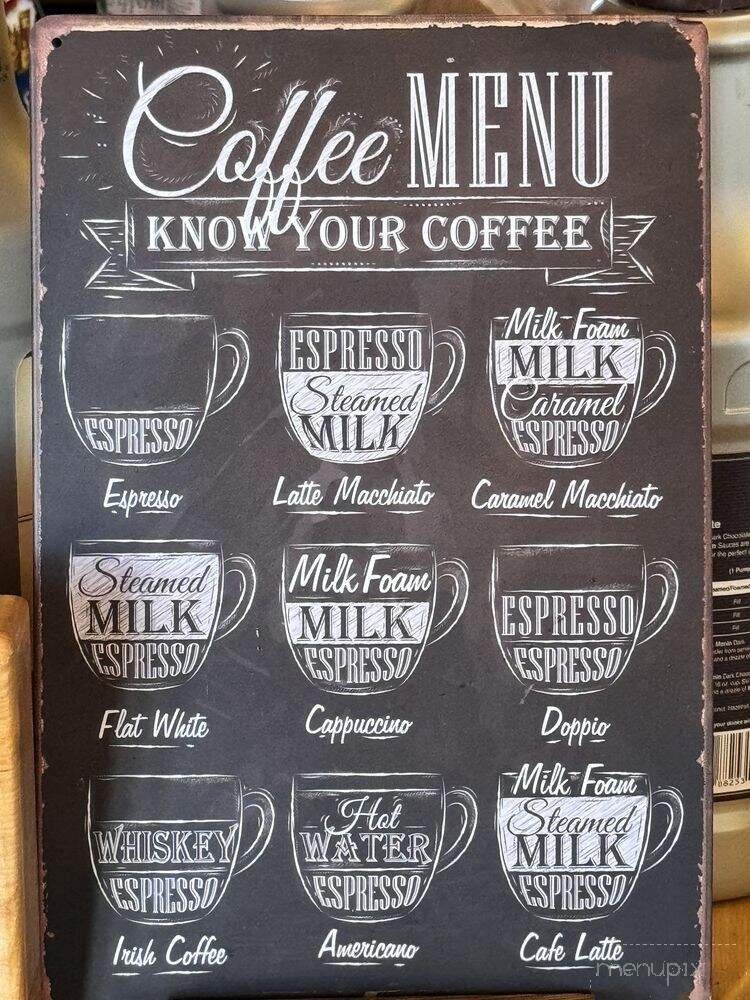 Coffee MENU
KNOW YOUR COFFEE
ESPRESSO
Espresso
ESPRESSO
Steamed
MILK
Latte Macchiato
Milk Foam
MILK
Caramel
ESPRESSO
Caramel Macchiato
Steamed
MILK
ESPRESSO
Flat White
Milk Foam
MILK
ESPRESSO
Cappuccino
ESPRESSO
ESPRESSO
Doppio
WHISKEY
ESPRESSO
Irish Coffee
Hot
WATER
ESPRESSO
Americano
Milk Foam
Steamed
MILK
ESPRESSO
Cafe Latte
menupix
(1 Pump